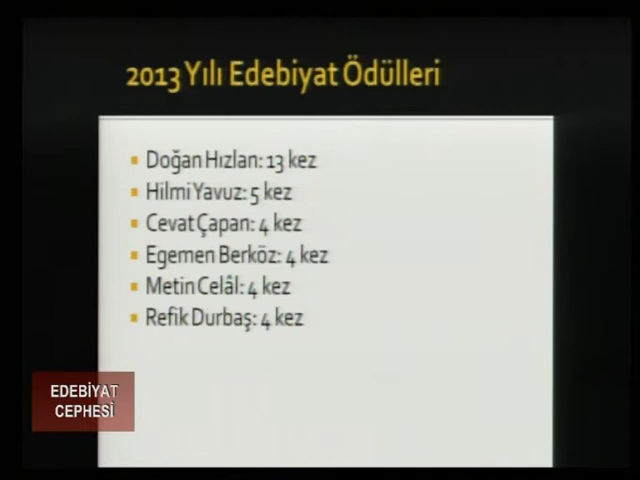 2013 Yılı Edebiyat Ödülleri
Doğan Hızlan: 13 kez
Hilmi Yavuz: 5 kez
Cevat Çapan: 4 kez
Egemen Berköz: 4 kez
Metin Celâl: 4 kez
Refik Durbaş: 4 kez
EDEBİYAT
CEPHESİ